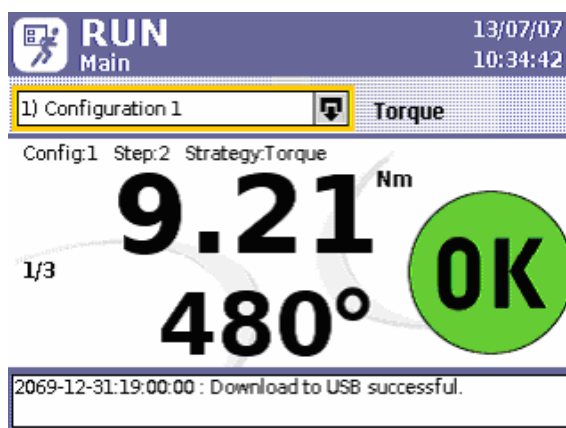 RUN
13/07/07
Main
10:34:42
1) Configuration 1
Torque
Config:1 Step:2 Strategy:Torque
9.21 Nm
1/3
480°
OK
2069-12-31:19:00:00 : Download to USB successful.